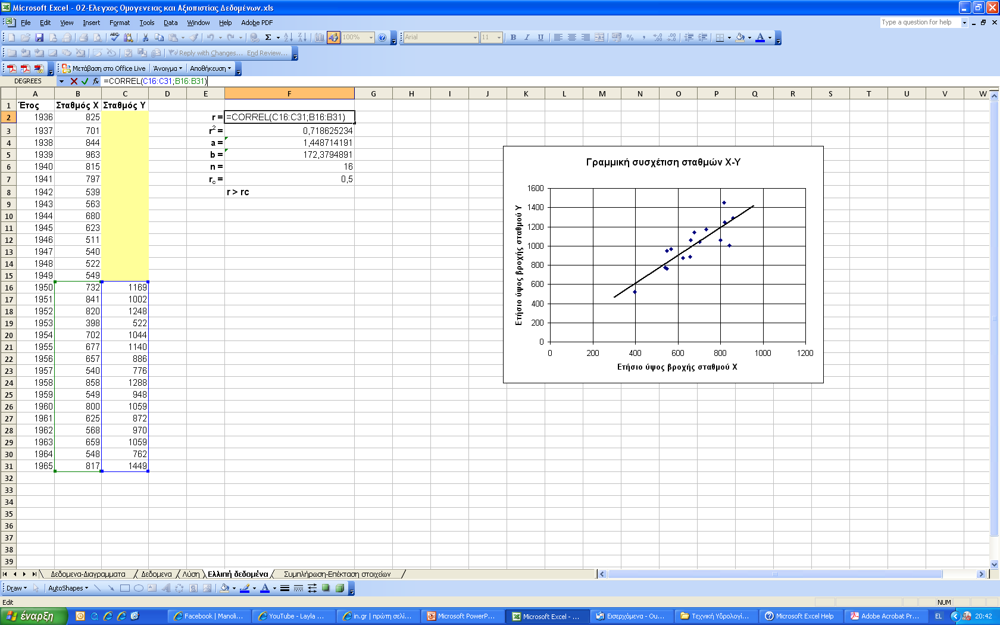 Microsoft Excel - 02-Ελεγχος Ομογενειας και Αξιοπιστίας Δεδομένων.xls
File Edit View Insert Format Tools Data Window Help Adobe PDF
Type a question for help
100%
Arial 11 B I U
Reply with Changes... End Review...
Μετάβαση στο Office Live Άνοιγμα Αποθήκευση
DEGREES fx =CORREL(C16:C31;B16:B31)
A B C D E F G H I J K L M N O P Q R S T U V W
1 Έτος Σταθμός Χ Σταθμός Υ
2 1936 825 r = =CORREL(C16:C31;B16:B31)
3 1937 701 r2 = 0,718625234
4 1938 844 a = 1,448714191
5 1939 963 b = 172,3794891
6 1940 815 n = 16
7 1941 797 rc = 0,5
8 1942 539 r > rc
9 1943 563
10 1944 680
11 1945 623
12 1946 511
13 1947 540
14 1948 522
15 1949 549
16 1950 732 1169
17 1951 841 1002
18 1952 820 1248
19 1953 398 522
20 1954 702 1044
21 1955 677 1140
22 1956 657 886
23 1957 540 776
24 1958 858 1288
25 1959 549 948
26 1960 800 1059
27 1961 625 872
28 1962 568 970
29 1963 659 1059
30 1964 548 762
31 1965 817 1449
32
33
34
35
36
37
38
39
Γραμμική συσχέτιση σταθμών Χ-Υ
Ετήσιο ύψος βροχής σταθμού Υ
1600
1400
1200
1000
800
600
400
200
0
0 200 400 600 800 1000 1200
Ετήσιο ύψος βροχής σταθμού Χ
Δεδομενα-Διαγραμματα Δεδομενα Λύση Ελλιπή δεδομένα Συμπλήρωση-Επέκταση στοιχείων
Draw AutoShapes
Edit NUM
έναρξη Facebook | Manoli... YouTube - Layla ... in.gr | πρώτη σελί... Microsoft PowerP... Microsoft Excel - ... Εισερχόμενα - Ou... Τεχνική Υδρολογί... Microsoft Excel Help Adobe Acrobat Pr... EL 20:42